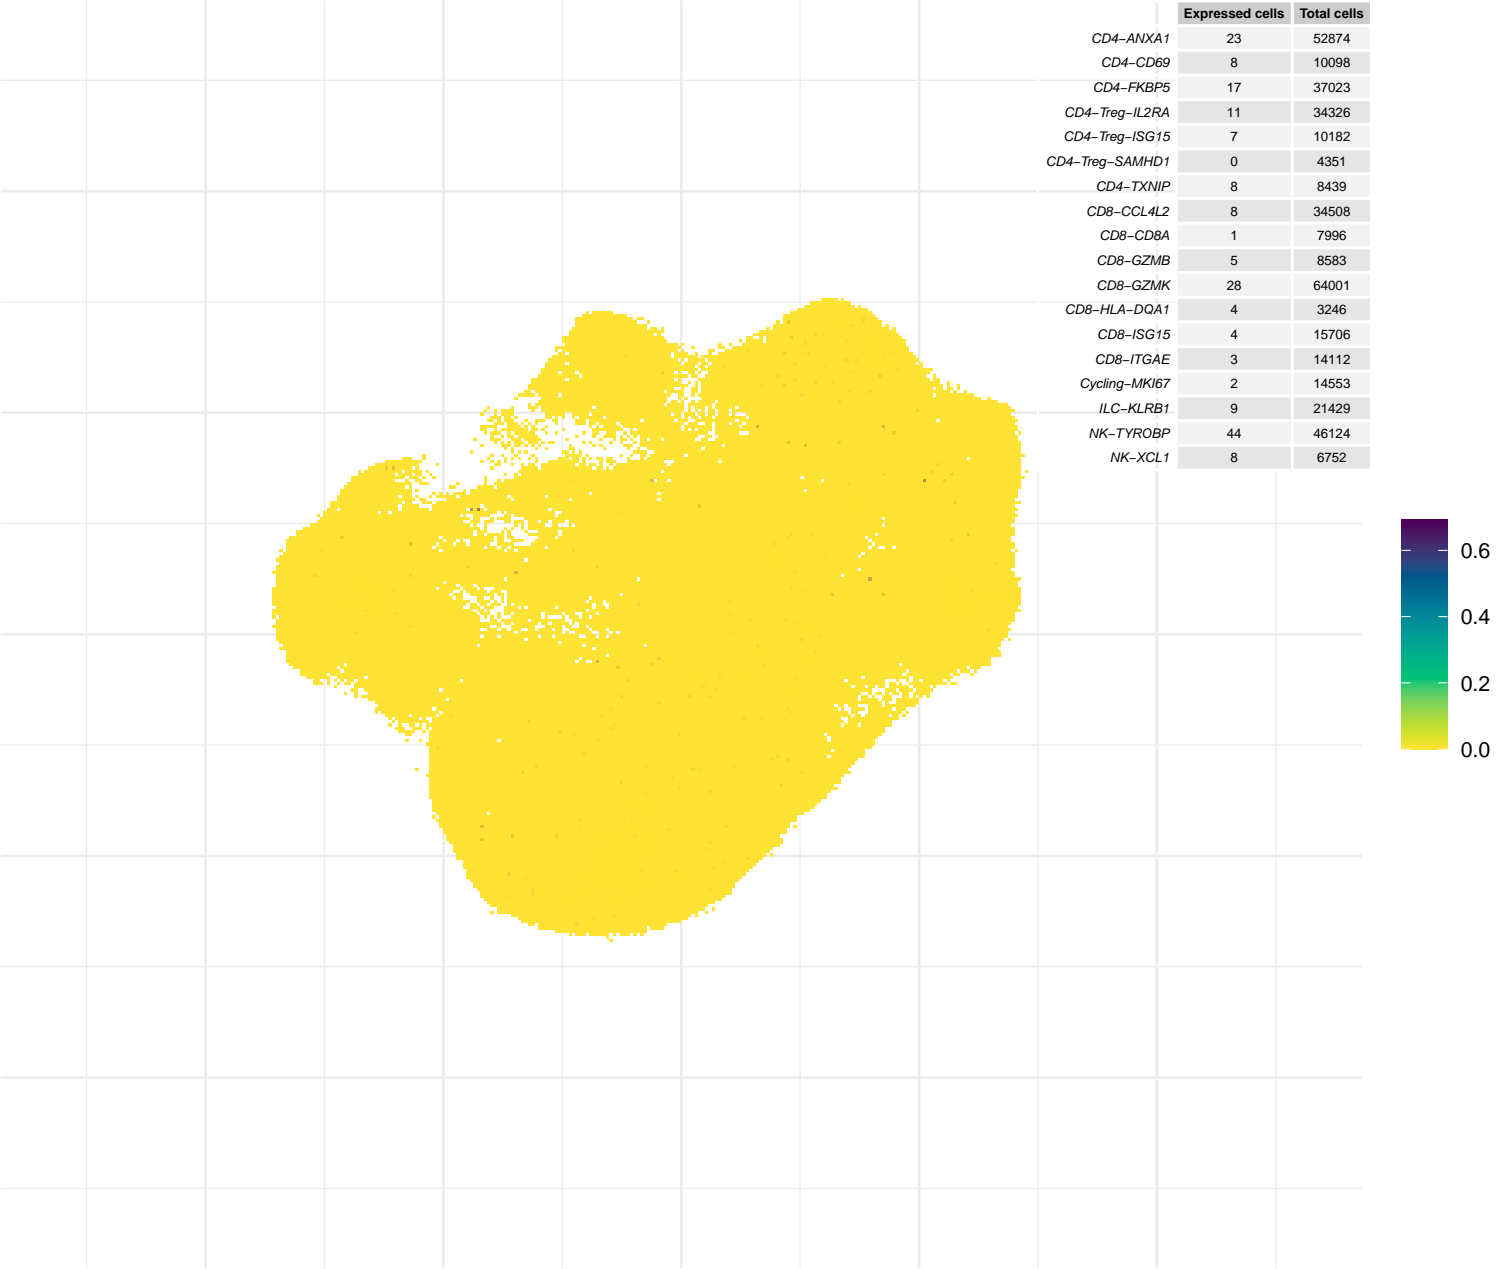 Expressed cells Total cells
CD4−ANXA1 23 52874
CD4−CD69 8 10098
CD4−FKBP5 17 37023
CD4−Treg−IL2RA 11 34326
CD4−Treg−ISG15 7 10182
CD4−Treg−SAMHD1 0 4351
CD4−TXNIP 8 8439
CD8−CCL4L2 8 34508
CD8−CD8A 1 7996
CD8−GZMB 5 8583
CD8−GZMK 28 64001
CD8−HLA−DQA1 4 3246
CD8−ISG15 4 15706
CD8−ITGAE 3 14112
Cycling−MKI67 2 14553
ILC−KLRB1 9 21429
NK−TYROBP 44 46124
NK−XCL1 8 6752
0.6
0.4
0.2
0.0